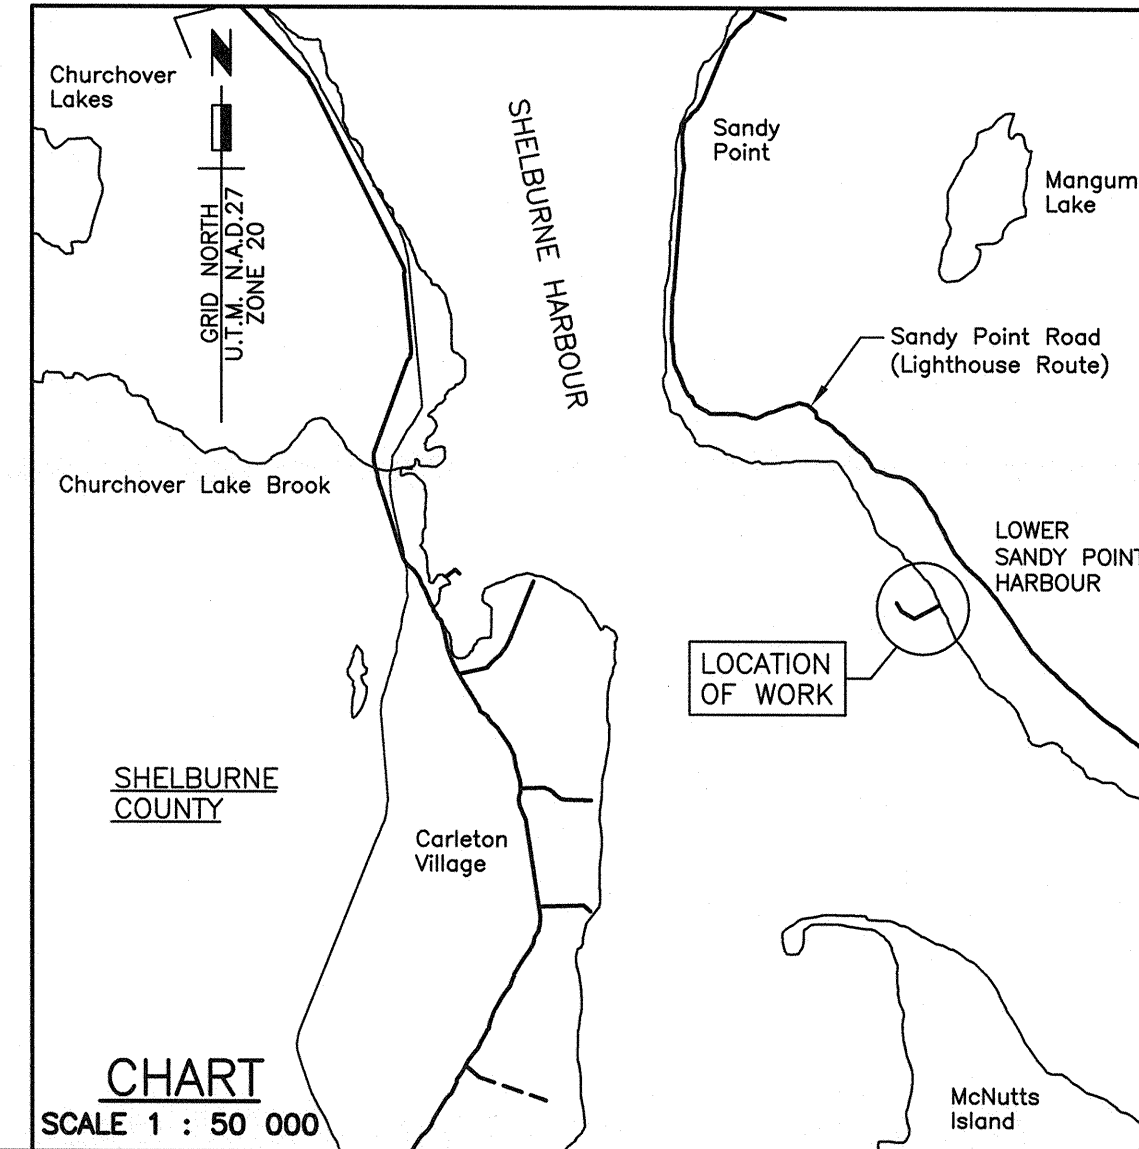 Churchover
Lakes
N
GRID NORTH
U.T.M. N.A.D.27
ZONE 20
SHELBURNE HARBOUR
Sandy
Point
Mangum
Lake
Sandy Point Road
(Lighthouse Route)
Churchover Lake Brook
LOWER
SANDY POINT
HARBOUR
LOCATION
OF WORK
SHELBURNE
COUNTY
Carleton
Village
McNutts
Island
CHART
SCALE 1 : 50 000